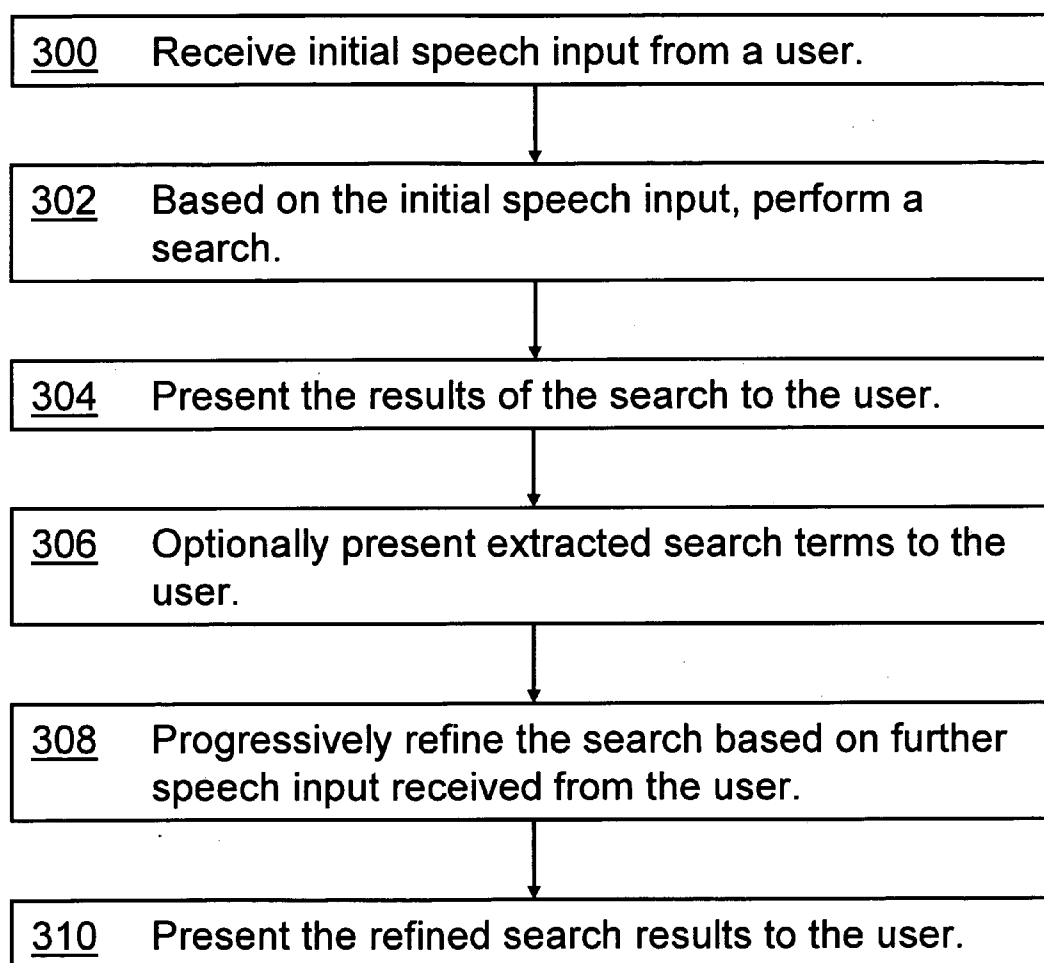 300 Receive initial speech input from a user.
302 Based on the initial speech input, perform a
search.
304 Present the results of the search to the user.
306 Optionally present extracted search terms to the
user.
308 Progressively refine the search based on further
speech input received from the user.
310 Present the refined search results to the user.